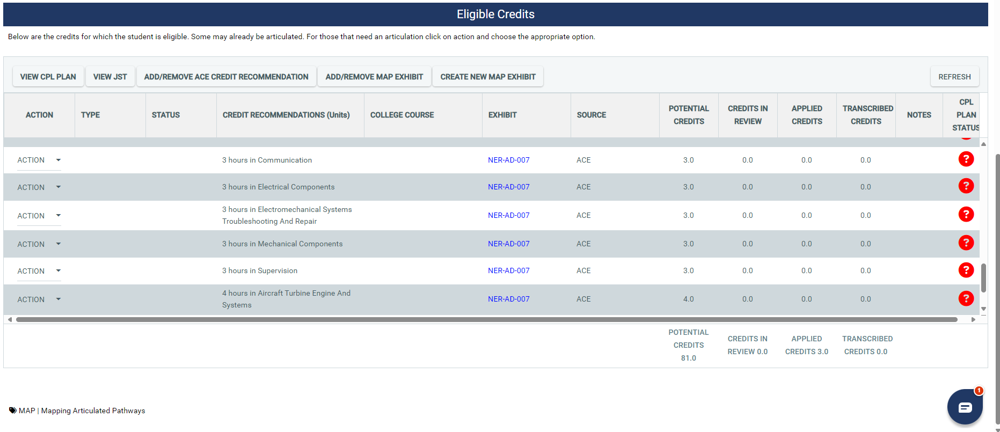 Eligible Credits
Below are the credits for which the student is eligible. Some may already be articulated. For those that need an articulation click on action and choose the appropriate option.
VIEW CPL PLAN VIEW JST ADD/REMOVE ACE CREDIT RECOMMENDATION ADD/REMOVE MAP EXHIBIT CREATE NEW MAP EXHIBIT REFRESH
ACTION TYPE STATUS CREDIT RECOMMENDATIONS (Units) COLLEGE COURSE EXHIBIT SOURCE POTENTIAL CREDITS CREDITS IN REVIEW APPLIED CREDITS TRANSCRIBED CREDITS NOTES CPL PLAN STATUS
ACTION 3 hours in Communication NER-AD-007 ACE 3.0 0.0 0.0 0.0 ?
ACTION 3 hours in Electrical Components NER-AD-007 ACE 3.0 0.0 0.0 0.0 ?
ACTION 3 hours in Electromechanical Systems Troubleshooting And Repair NER-AD-007 ACE 3.0 0.0 0.0 0.0 ?
ACTION 3 hours in Mechanical Components NER-AD-007 ACE 3.0 0.0 0.0 0.0 ?
ACTION 3 hours in Supervision NER-AD-007 ACE 3.0 0.0 0.0 0.0 ?
ACTION 4 hours in Aircraft Turbine Engine And Systems NER-AD-007 ACE 4.0 0.0 0.0 0.0 ?
POTENTIAL CREDITS 81.0 CREDITS IN REVIEW 0.0 APPLIED CREDITS 3.0 TRANSCRIBED CREDITS 0.0
1
MAP | Mapping Articulated Pathways